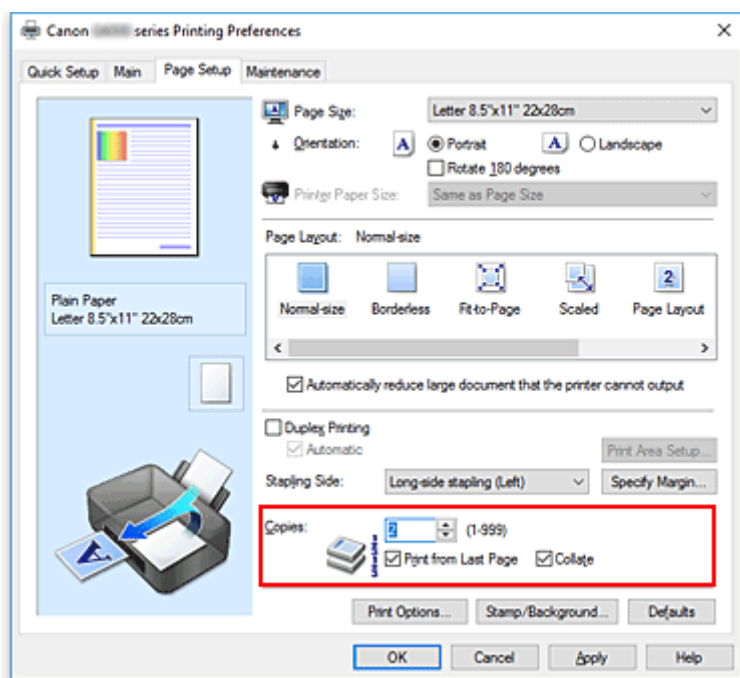 Canon series Printing Preferences
Quick Setup Main Page Setup Maintenance
Page Size: Letter 8.5"x11" 22x28cm
Orientation: A Portrait A Landscape
Rotate 180 degrees
Printer Paper Size: Same as Page Size
Page Layout: Normal-size
2
Normal-size Borderless Fit-to-Page Scaled Page Layout
Plain Paper
Letter 8.5"x11" 22x28cm
Automatically reduce large document that the printer cannot output
Duplex Printing
Automatic Print Area Setup...
Stapling Side: Long-side stapling (Left) Specify Margin...
Copies: 2 (1-999)
Print from Last Page Collate
A
Print Options... Stamp/Background... Defaults
OK Cancel Apply Help